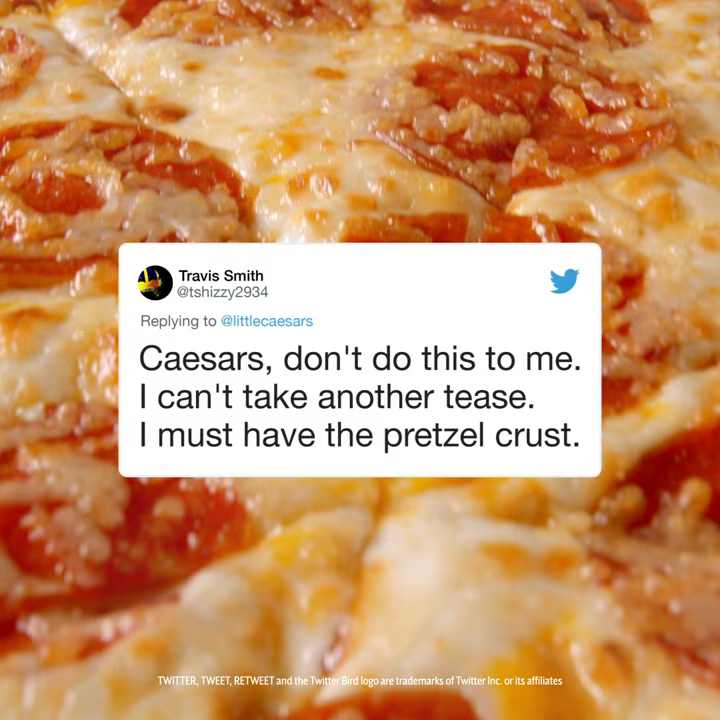 Travis Smith
@tshizzy2934
Replying to @littlecaesars
Caesars, don't do this to me.
I can't take another tease.
I must have the pretzel crust.
TWITTER, TWEET, RETWEET and the Twitter Bird logo are trademarks of Twitter Inc. or its affiliates